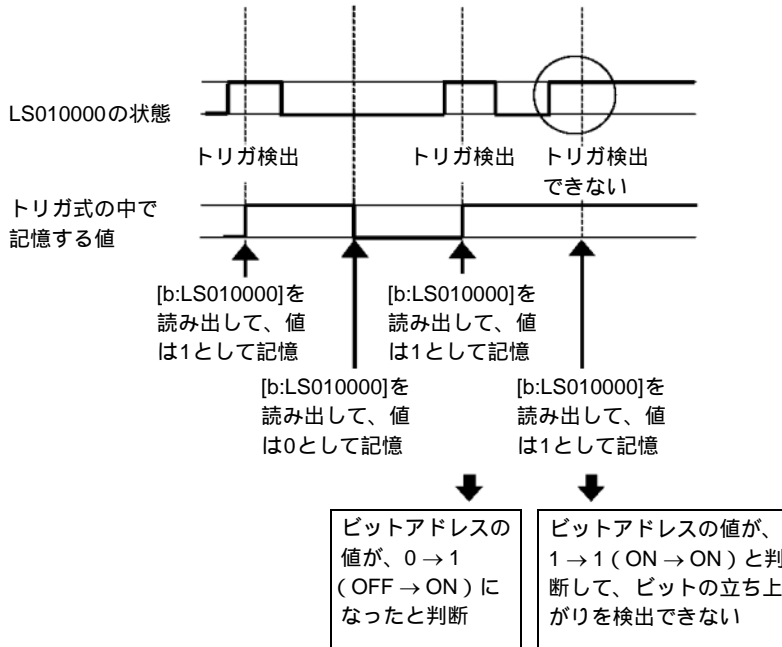 LS010000の状態
トリガ検出
トリガ検出
トリガ検出
できない
トリガ式の中で
記憶する値
[b:LS010000]を
読み出して、値
は1として記憶
[b:LS010000]を
読み出して、値
は1として記憶
[b:LS010000]を
読み出して、値
は0として記憶
[b:LS010000]を
読み出して、値
は1として記憶
ビットアドレスの
値が、0→1
(OFF→ON)に
なったと判断
ビットアドレスの値が、
1→1(ON→ON)と判
断して、ビットの立ち上
がりを検出できない